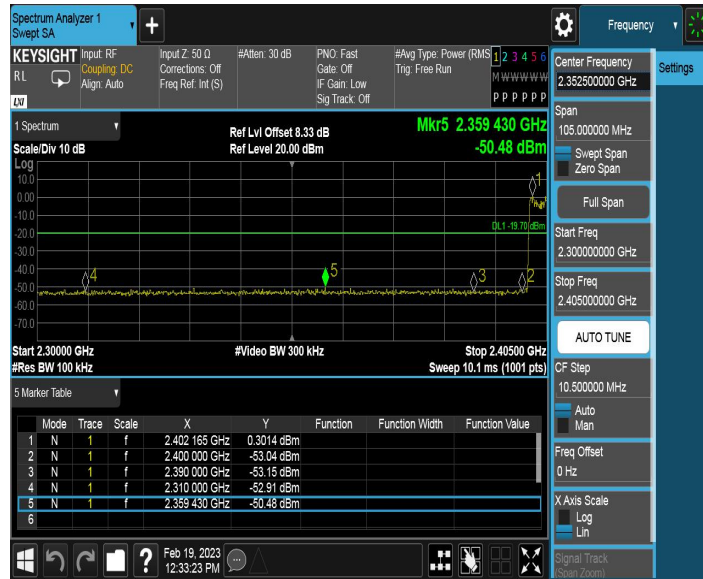 Spectrum Analyzer 1
Swept SA
+
Frequency
KEYSIGHT Input: RF Input Z: 50 Ω #Atten: 30 dB PNO: Fast #Avg Type: Power (RMS 1 2 3 4 5 6
RL Coupling: DC Corrections: Off Gate: Off Trig: Free Run M W W W W W
Align: Auto Freq Ref: Int (S) IF Gain: Low
LXI Sig Track: Off P P P P P P
1 Spectrum Ref Lvl Offset 8.33 dB Mkr5 2.359 430 GHz
Scale/Div 10 dB Ref Level 20.00 dBm -50.48 dBm
Log
10.0
0.00
-10.0
-20.0
-30.0
-40.0
-50.0
-60.0
-70.0
1
DL1 -19.70 dBm
4
5
3
2
Start 2.30000 GHz #Video BW 300 kHz Stop 2.40500 GHz
#Res BW 100 kHz Sweep 10.1 ms (1001 pts)
5 Marker Table
Mode Trace Scale X Y Function Function Width Function Value
1 N 1 f 2.402 165 GHz 0.3014 dBm
2 N 1 f 2.400 000 GHz -53.04 dBm
3 N 1 f 2.390 000 GHz -53.15 dBm
4 N 1 f 2.310 000 GHz -52.91 dBm
5 N 1 f 2.359 430 GHz -50.48 dBm
6
?
Feb 19, 2023
12:33:23 PM
Center Frequency
2.352500000 GHz
Settings
Span
105.000000 MHz
Swept Span
Zero Span
Full Span
Start Freq
2.300000000 GHz
Stop Freq
2.405000000 GHz
AUTO TUNE
CF Step
10.500000 MHz
Auto
Man
Freq Offset
0 Hz
X Axis Scale
Log
Lin
Signal Track
(Span Zoom)